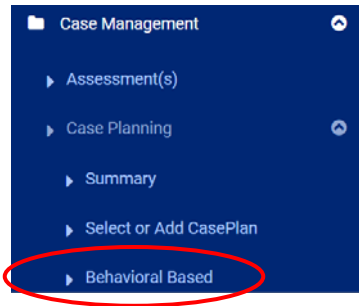 Case Management
Assessment(s)
Case Planning
Summary
Select or Add CasePlan
Behavioral Based